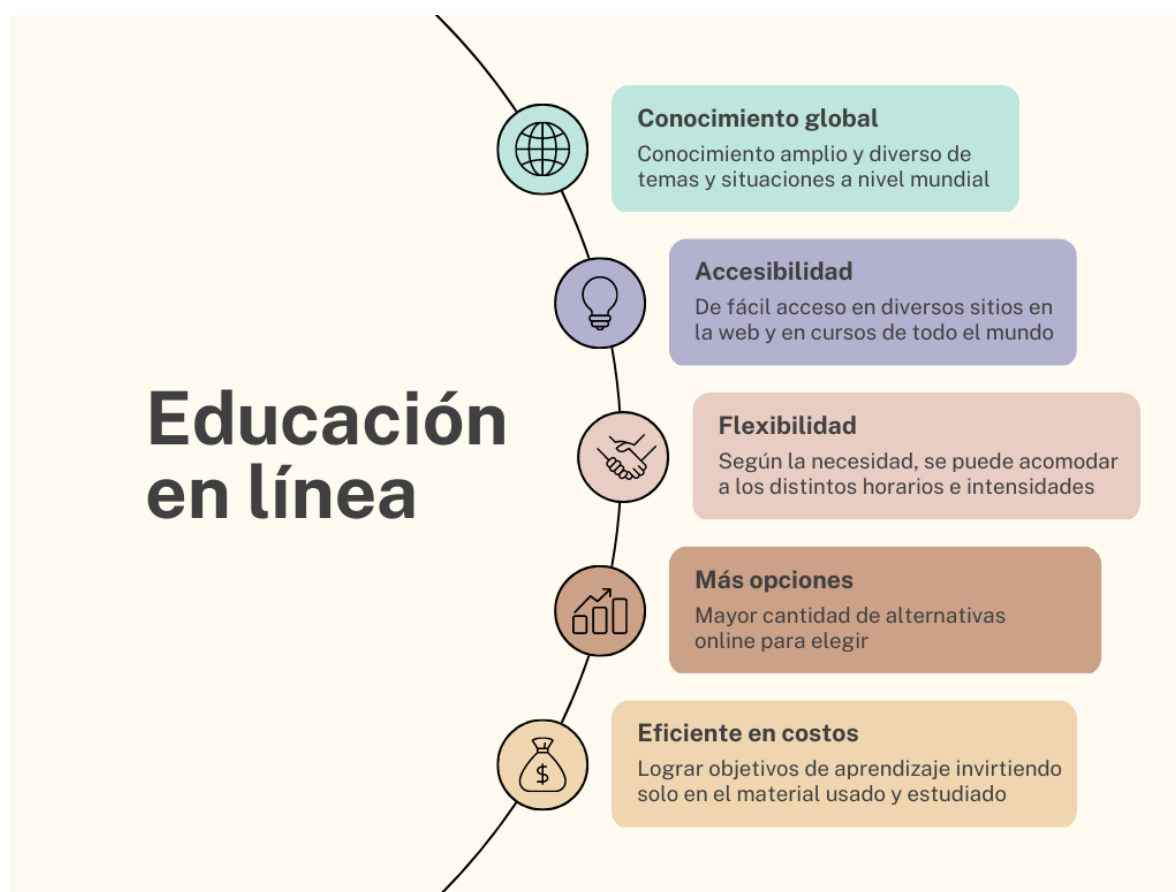 Educación
en línea
Conocimiento global
Conocimiento amplio y diverso de
temas y situaciones a nivel mundial
Accesibilidad
De fácil acceso en diversos sitios en
la web y en cursos de todo el mundo
Flexibilidad
Según la necesidad, se puede acomodar
a los distintos horarios e intensidades
Más opciones
Mayor cantidad de alternativas
online para elegir
Eficiente en costos
Lograr objetivos de aprendizaje invirtiendo
solo en el material usado y estudiado
$